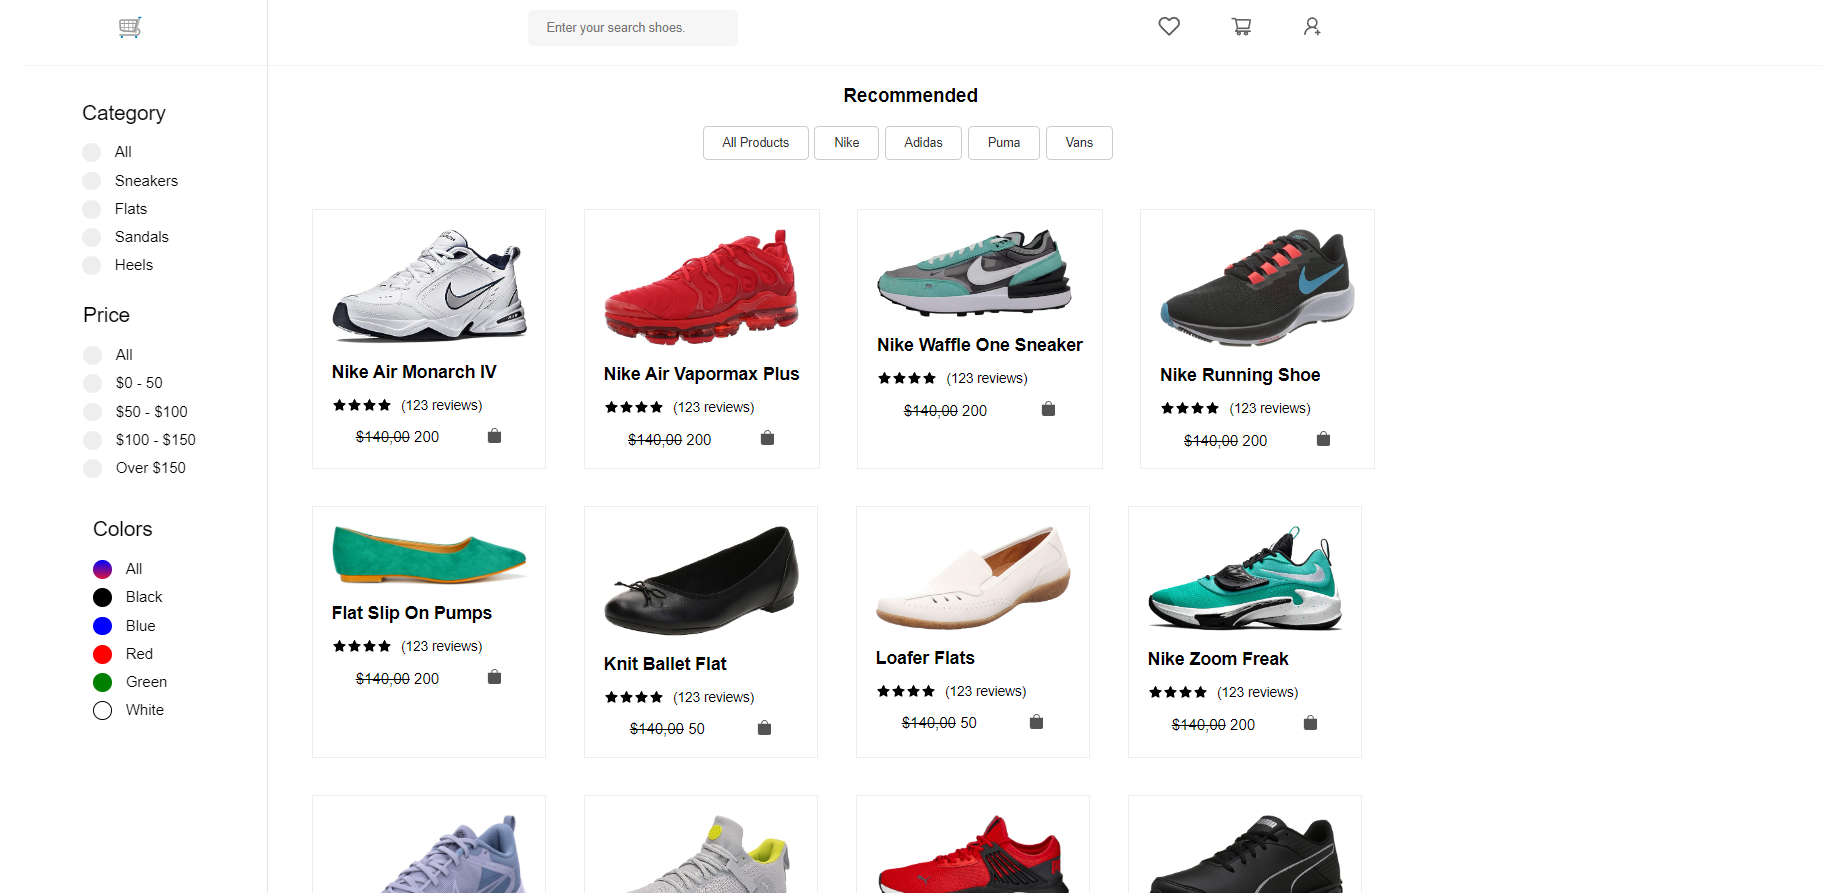 Enter your search shoes.
Category
All
Sneakers
Flats
Sandals
Heels
Price
All
$0 - 50
$50 - $100
$100 - $150
Over $150
Colors
All
Black
Blue
Red
Green
White
Recommended
All Products Nike Adidas Puma Vans
Nike Air Monarch IV
(123 reviews)
$140,00 200
Nike Air Vapormax Plus
(123 reviews)
$140,00 200
Nike Waffle One Sneaker
(123 reviews)
$140,00 200
Nike Running Shoe
(123 reviews)
$140,00 200
Flat Slip On Pumps
(123 reviews)
$140,00 200
Knit Ballet Flat
(123 reviews)
$140,00 50
Loafer Flats
(123 reviews)
$140,00 50
Nike Zoom Freak
(123 reviews)
$140,00 200